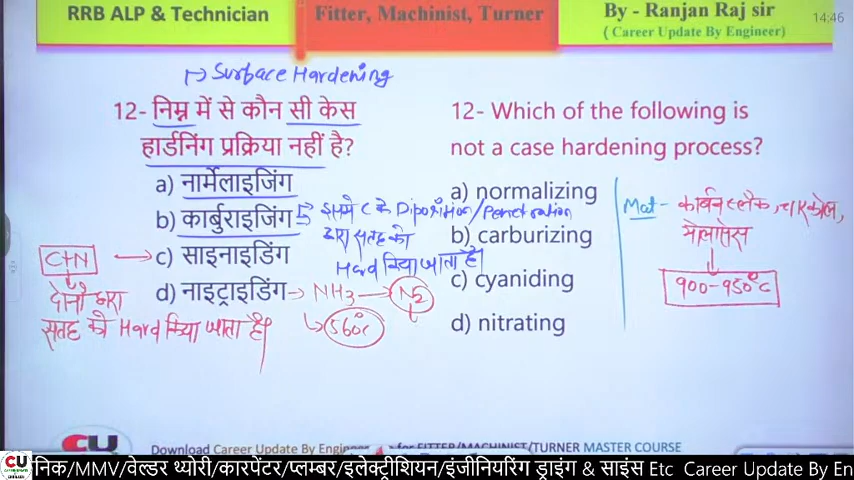 RRB ALP & Technician
Fitter, Machinist, Turner
By - Ranjan Raj sir
( Career Update By Engineer)
14:46
↦ Surface Hardening
12- निम्न में से कौन सी केस
हार्डनिंग प्रक्रिया नहीं है?
a) नार्मेलाइजिंग
b) कार्बुराइजिंग
c) साइनाइडिंग
d) नाइट्राइडिंग → NH3 → N2
↳ 560°C
इसमें C के
द्वारा सतह को
Hard किया जाता है।
C+N
दोनों द्वारा
सतह को Hard किया जाता है।
12- Which of the following is
not a case hardening process?
a) normalizing
b) carburizing
c) cyaniding
d) nitrating
Mat - कार्बन ब्लैक, चारकोल,
मोलासेस
900-950°C
CU
Download Career Update By Engineer
for FITTER/MACHINIST/TURNER MASTER COURSE
CU
निक/MMV/वेल्डर थ्योरी/कारपेंटर/प्लम्बर/इलेक्ट्रीशियन/इंजीनियरिंग ड्राइंग & साइंस Etc Career Update By En